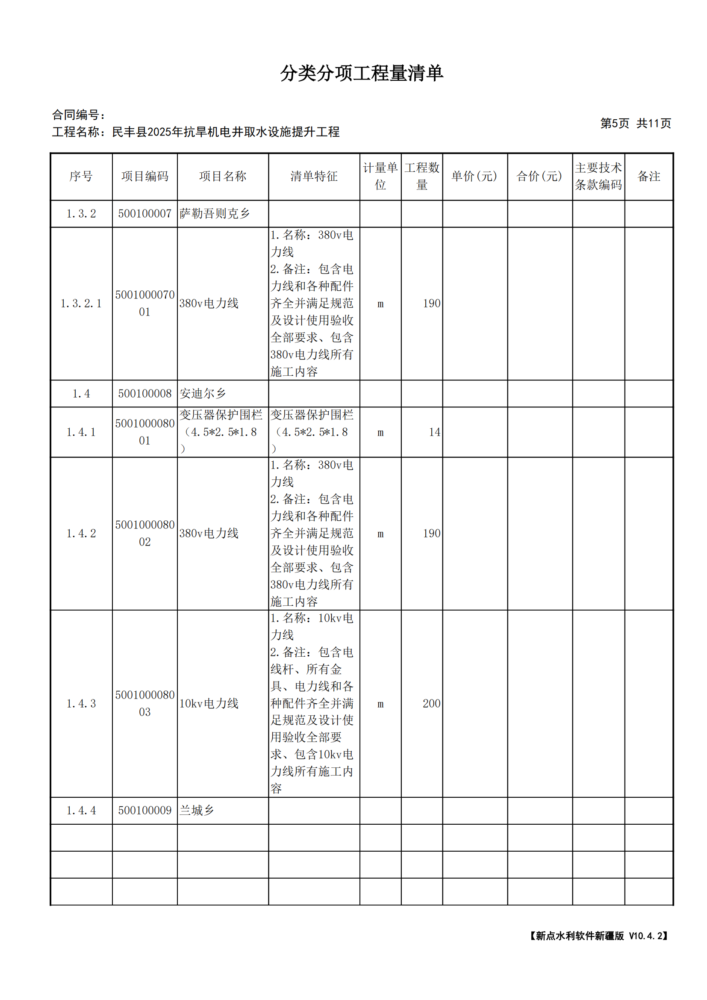 分类分项工程量清单
合同编号：
工程名称：民丰县2025年抗旱机电井取水设施提升工程
第5页 共11页
序号 项目编码 项目名称 清单特征 计量单位 工程数量 单价(元) 合价(元) 主要技术条款编码 备注
1.3.2 500100007 萨勒吾则克乡
1.3.2.1 500100007001 380v电力线
1.名称：380v电
力线
2.备注：包含电
力线和各种配件
齐全并满足规范
及设计使用验收
全部要求、包含
380v电力线所有
施工内容
m 190
1.4 500100008 安迪尔乡
1.4.1 500100008001
变压器保护围栏
（4.5*2.5*1.8
）
变压器保护围栏
（4.5*2.5*1.8
）
m 14
1.4.2 500100008002 380v电力线
1.名称：380v电
力线
2.备注：包含电
力线和各种配件
齐全并满足规范
及设计使用验收
全部要求、包含
380v电力线所有
施工内容
m 190
1.4.3 500100008003 10kv电力线
1.名称：10kv电
力线
2.备注：包含电
线杆、所有金
具、电力线和各
种配件齐全并满
足规范及设计使
用验收全部要
求、包含10kv电
力线所有施工内
容
m 200
1.4.4 500100009 兰城乡
【新点水利软件新疆版 V10.4.2】